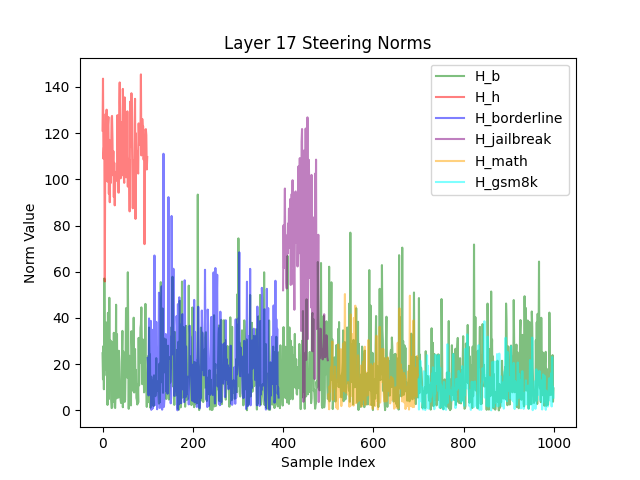 Layer 17 Steering Norms
H_b
H_h
H_borderline
H_jailbreak
H_math
H_gsm8k
Norm Value
140
120
100
80
60
40
20
0
0 200 400 600 800 1000
Sample Index